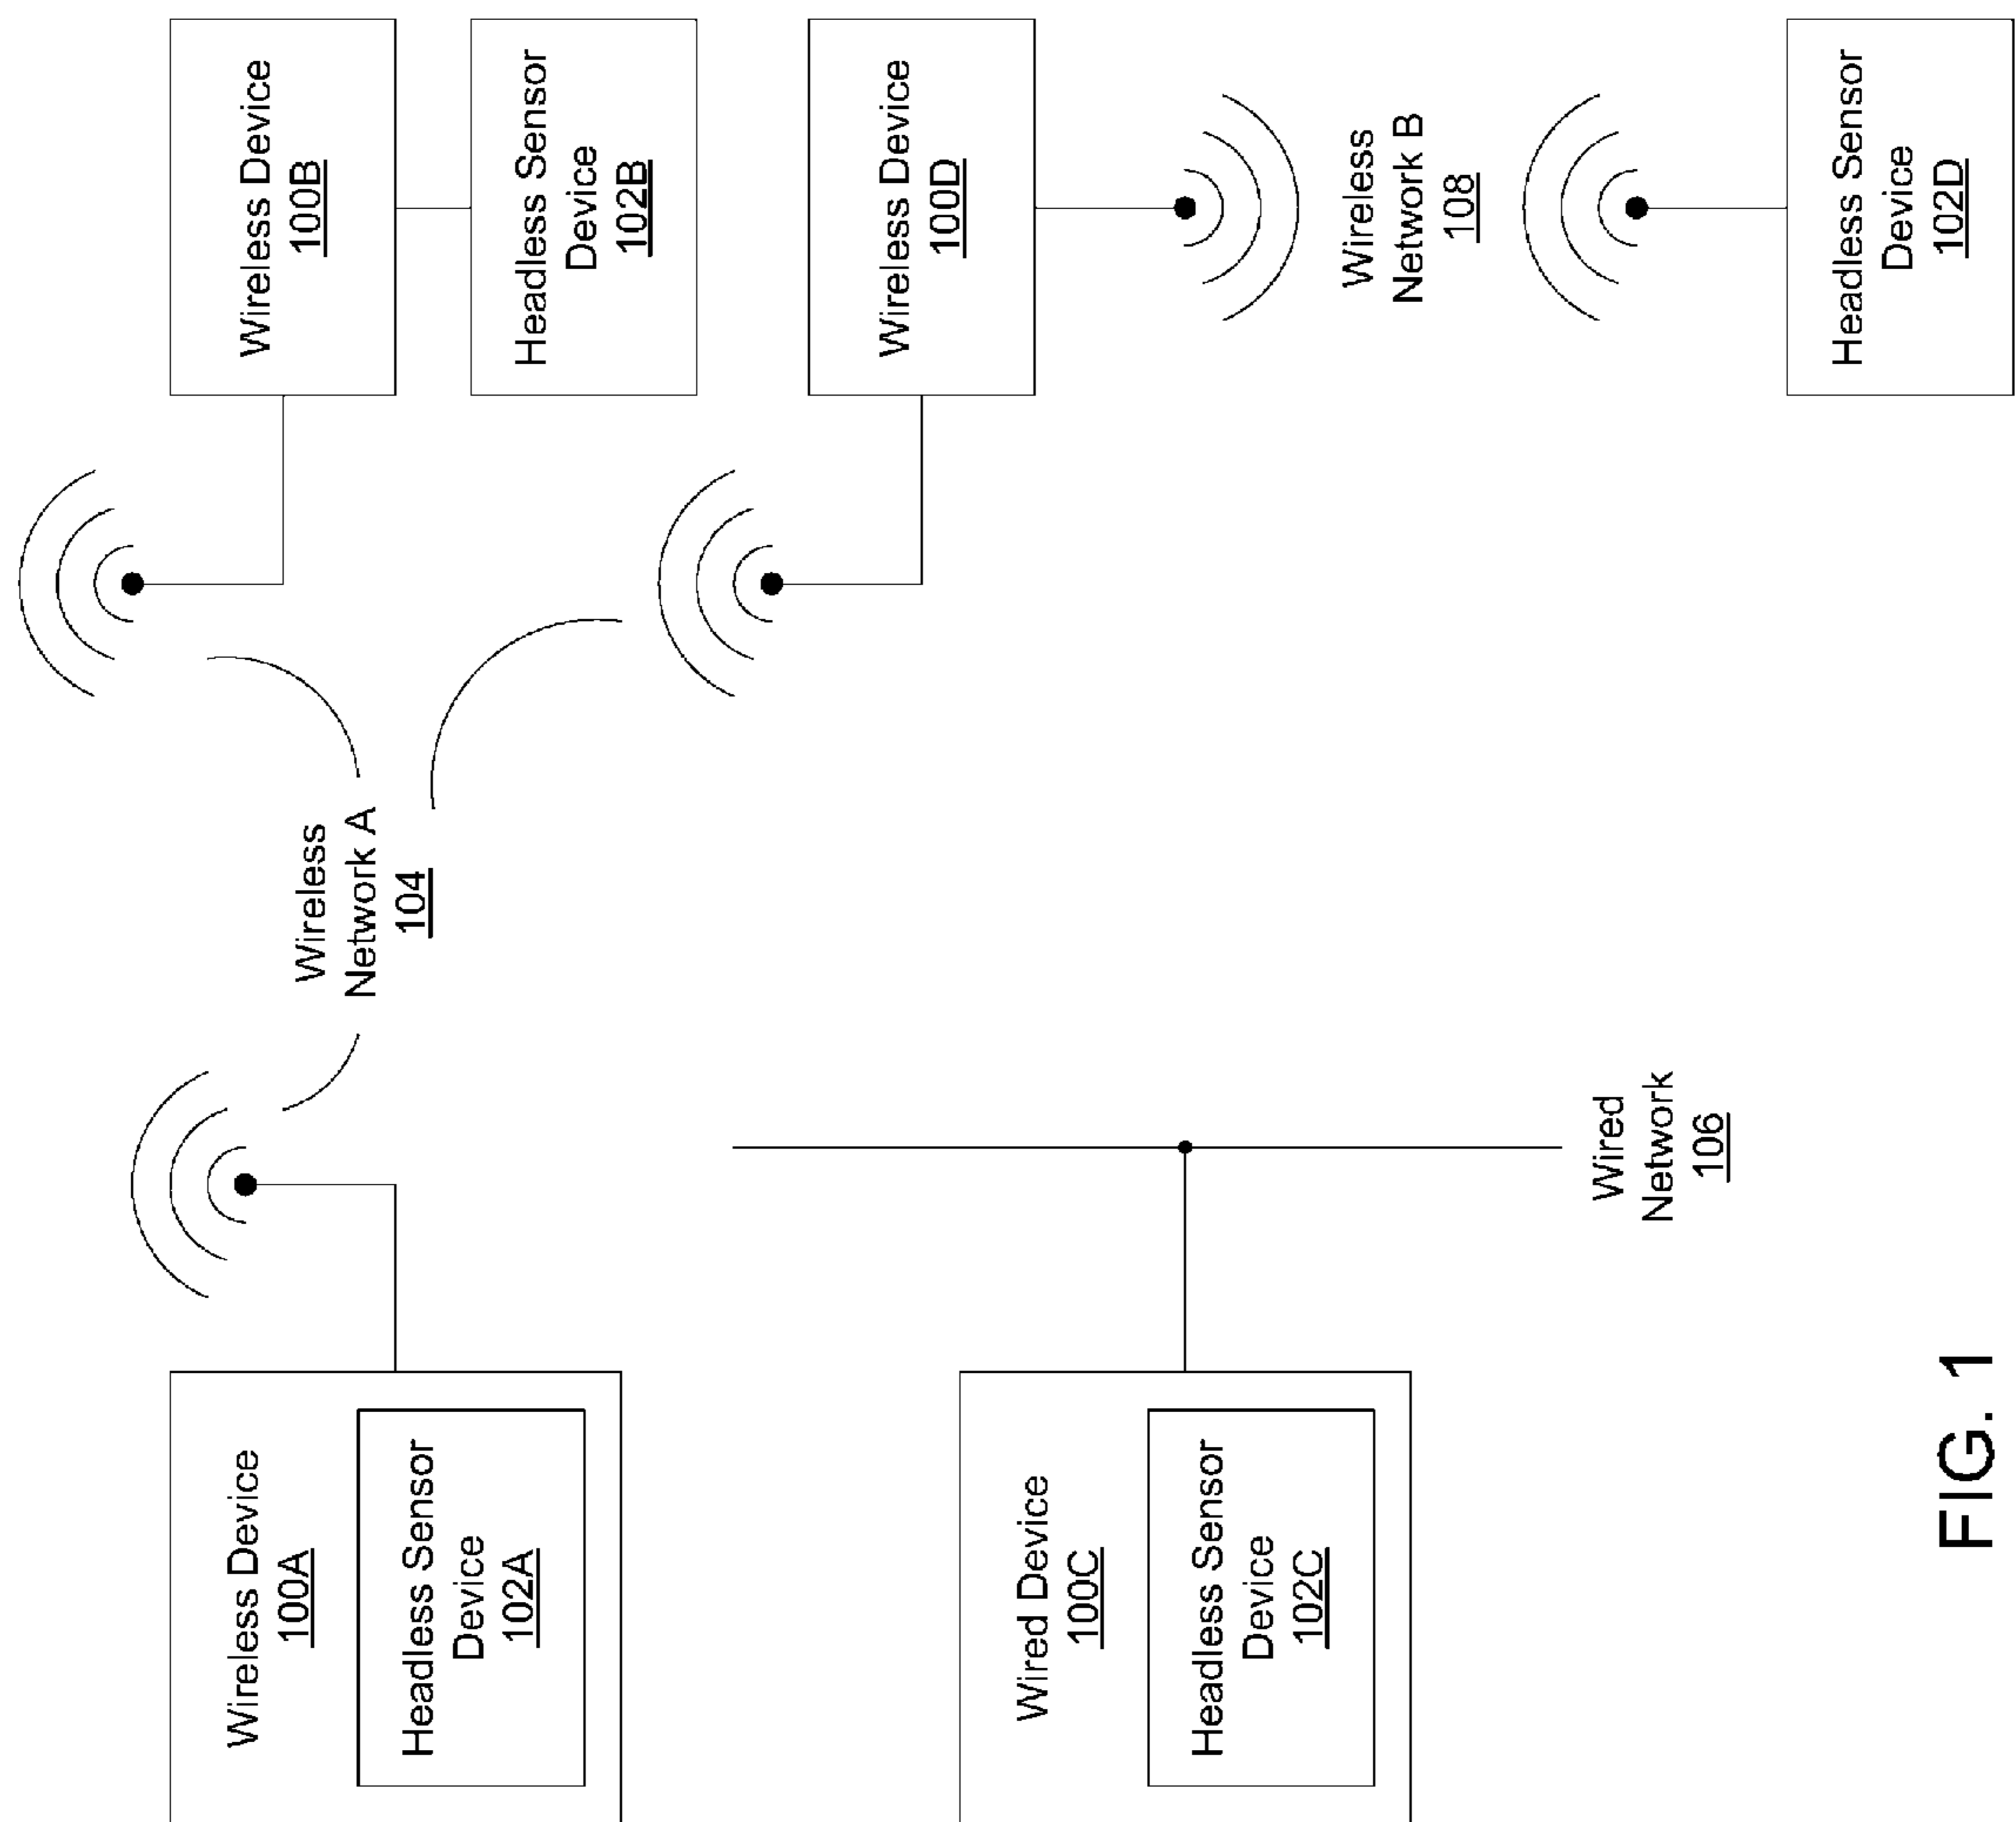 Wireless Device
100A
Headless Sensor
Device
102A
Wireless
Network A
104
Wireless Device
100B
Headless Sensor
Device
102B
Wired Device
100C
Headless Sensor
Device
102C
Wired
Network
106
Wireless Device
100D
Wireless
Network B
108
Headless Sensor
Device
102D
FIG. 1